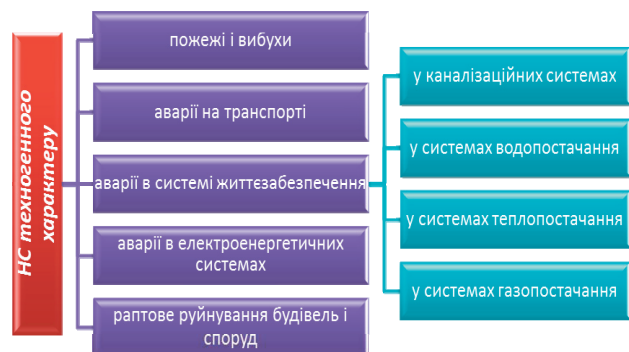 НС техногенного
характеру
пожежі і вибухи
аварії на транспорті
аварії в системі життєзабезпечення
аварії в електроенергетичних
системах
раптове руйнування будівель і
споруд
у каналізаційних системах
у системах водопостачання
у системах теплопостачання
у системах газопостачання